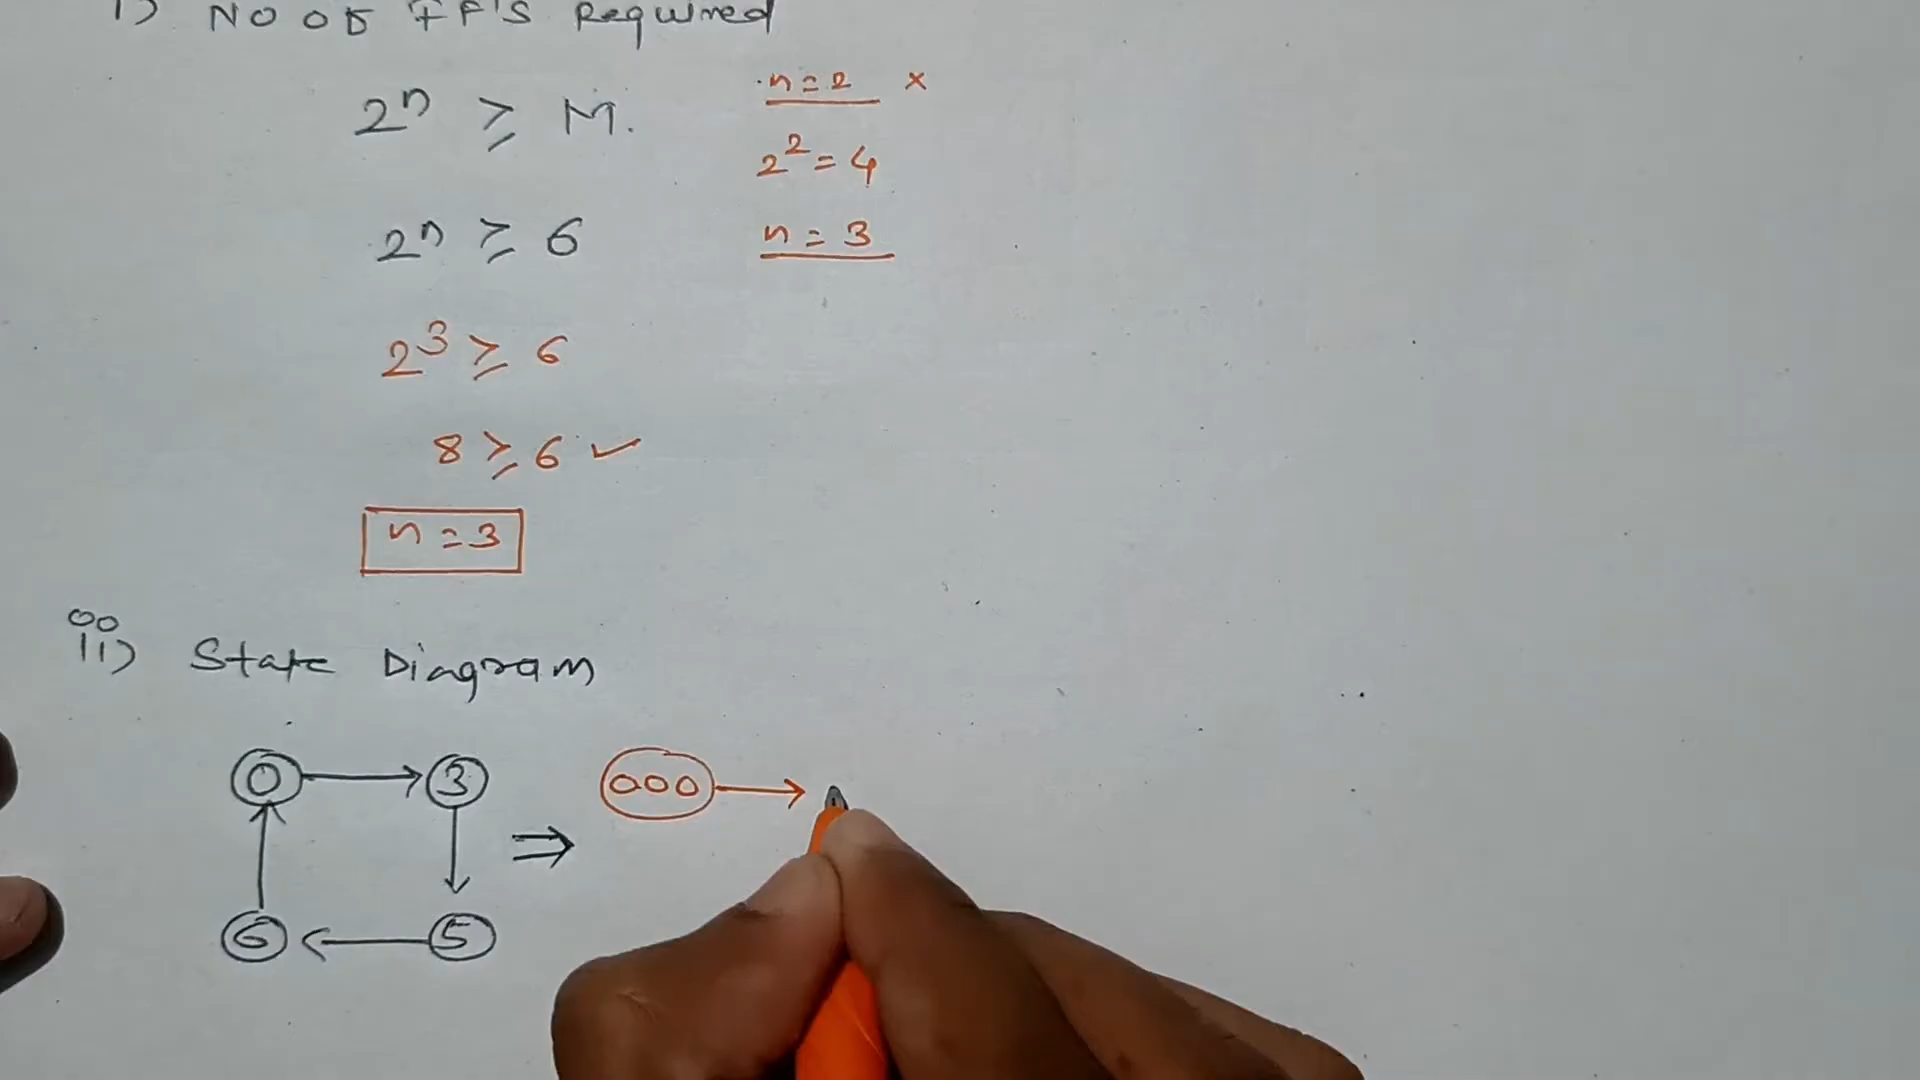 i) No of FF's Required
2ⁿ ≥ M.
n = 2 ×
2² = 4
2ⁿ ≥ 6
n = 3
2³ ≥ 6
8 ≥ 6 ✓
n = 3
ii) State Diagram
0 → 3
⇒ 000 →
6 ← 5